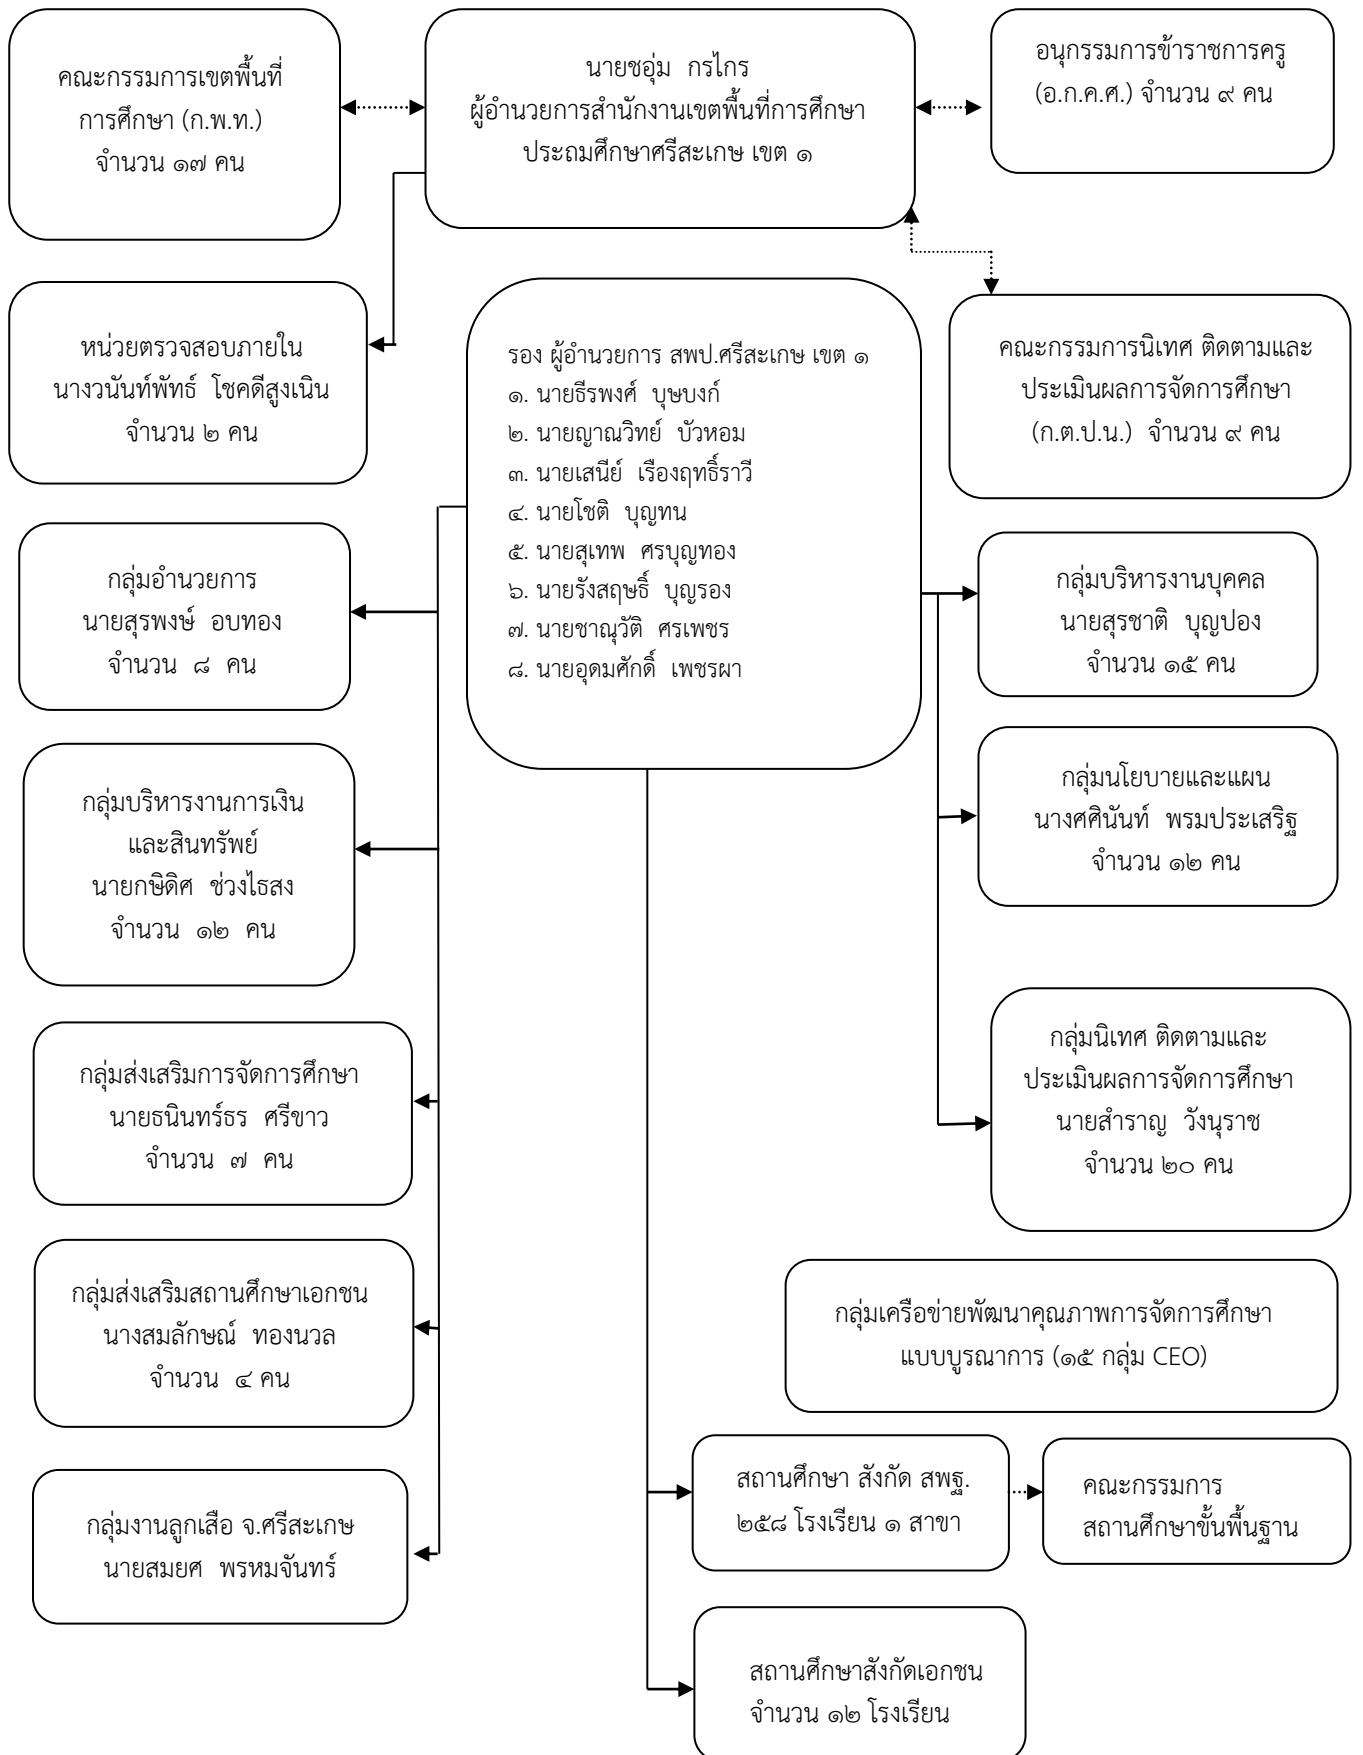 คณะกรรมการเขตพื้นที่
การศึกษา (ก.พ.ท.)
จำนวน ๑๗ คน
นายชอุ่ม  กรไกร
ผู้อำนวยการสำนักงานเขตพื้นที่การศึกษา
ประถมศึกษาศรีสะเกษ เขต ๑
อนุกรรมการข้าราชการครู
(อ.ก.ค.ศ.) จำนวน ๙ คน
หน่วยตรวจสอบภายใน
นางวนันท์พัทธ์  โชคดีสูงเนิน
จำนวน ๒ คน
รอง ผู้อำนวยการ สพป.ศรีสะเกษ เขต ๑
๑. นายธีรพงศ์  บุษบงก์
๒. นายญาณวิทย์  บัวหอม
๓. นายเสนีย์  เรืองฤทธิ์ราวี
๔. นายโชติ  บุญทน
๕. นายสุเทพ  ศรบุญทอง
๖. นายรังสฤษธิ์  บุญรอง
๗. นายชาณุวัติ  ศรเพชร
๘. นายอุดมศักดิ์  เพชรผา
คณะกรรมการนิเทศ ติดตามและ
ประเมินผลการจัดการศึกษา
(ก.ต.ป.น.)  จำนวน ๙ คน
กลุ่มอำนวยการ
นายสุรพงษ์  อบทอง
จำนวน  ๘  คน
กลุ่มบริหารงานบุคคล
นายสุรชาติ  บุญปอง
จำนวน ๑๕ คน
กลุ่มบริหารงานการเงิน
และสินทรัพย์
นายกษิดิศ  ช่วงไธสง
จำนวน  ๑๒  คน
กลุ่มนโยบายและแผน
นางศศินันท์  พรมประเสริฐ
จำนวน ๑๒ คน
กลุ่มส่งเสริมการจัดการศึกษา
นายธนินทร์ธร  ศรีขาว
จำนวน  ๗  คน
กลุ่มนิเทศ ติดตามและ
ประเมินผลการจัดการศึกษา
นายสำราญ  วังนุราช
จำนวน ๒๐ คน
กลุ่มส่งเสริมสถานศึกษาเอกชน
นางสมลักษณ์  ทองนวล
จำนวน  ๔ คน
กลุ่มเครือข่ายพัฒนาคุณภาพการจัดการศึกษา
แบบบูรณาการ (๑๕ กลุ่ม CEO)
กลุ่มงานลูกเสือ จ.ศรีสะเกษ
นายสมยศ  พรหมจันทร์
สถานศึกษา สังกัด สพฐ.
๒๕๘ โรงเรียน ๑ สาขา
คณะกรรมการ
สถานศึกษาขั้นพื้นฐาน
สถานศึกษาสังกัดเอกชน
จำนวน ๑๒ โรงเรียน